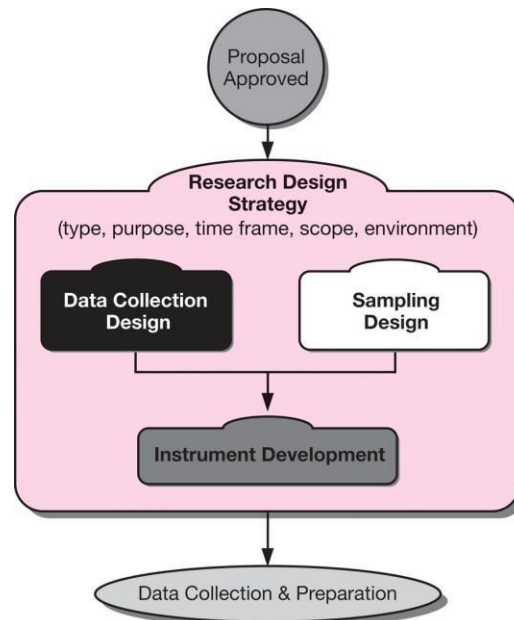 Proposal
Approved
Research Design
Strategy
(type, purpose, time frame, scope, environment)
Data Collection
Design
Sampling
Design
Instrument Development
Data Collection & Preparation